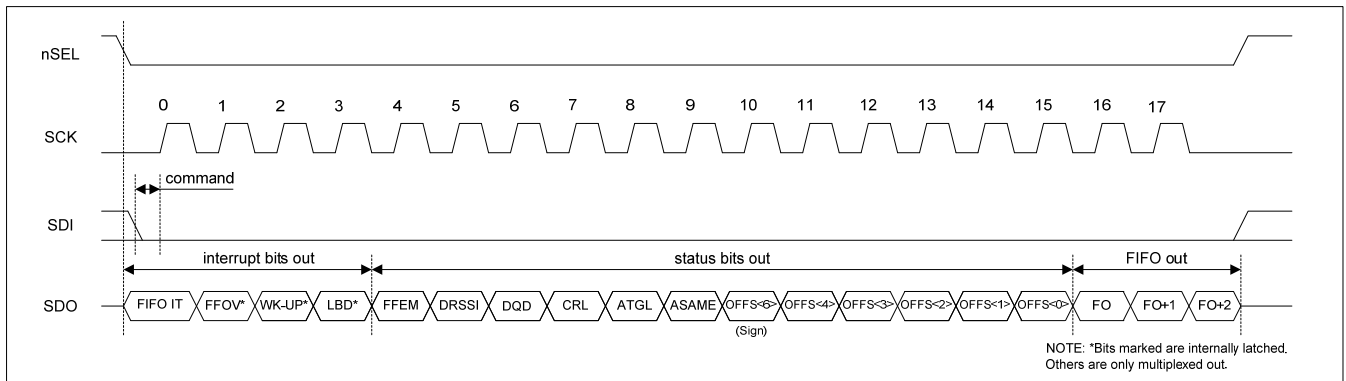 nSEL
0 1 2 3 4 5 6 7 8 9 10 11 12 13 14 15 16 17
SCK
command
SDI
interrupt bits out status bits out FIFO out
SDO FIFO IT FFOV* WK-UP* LBD* FFEM DRSSI DQD CRL ATGL ASAME OFFS<6> OFFS<4> OFFS<3> OFFS<2> OFFS<1> OFFS<0> FO FO+1 FO+2
(Sign)
NOTE: *Bits marked are internally latched.
Others are only multiplexed out.